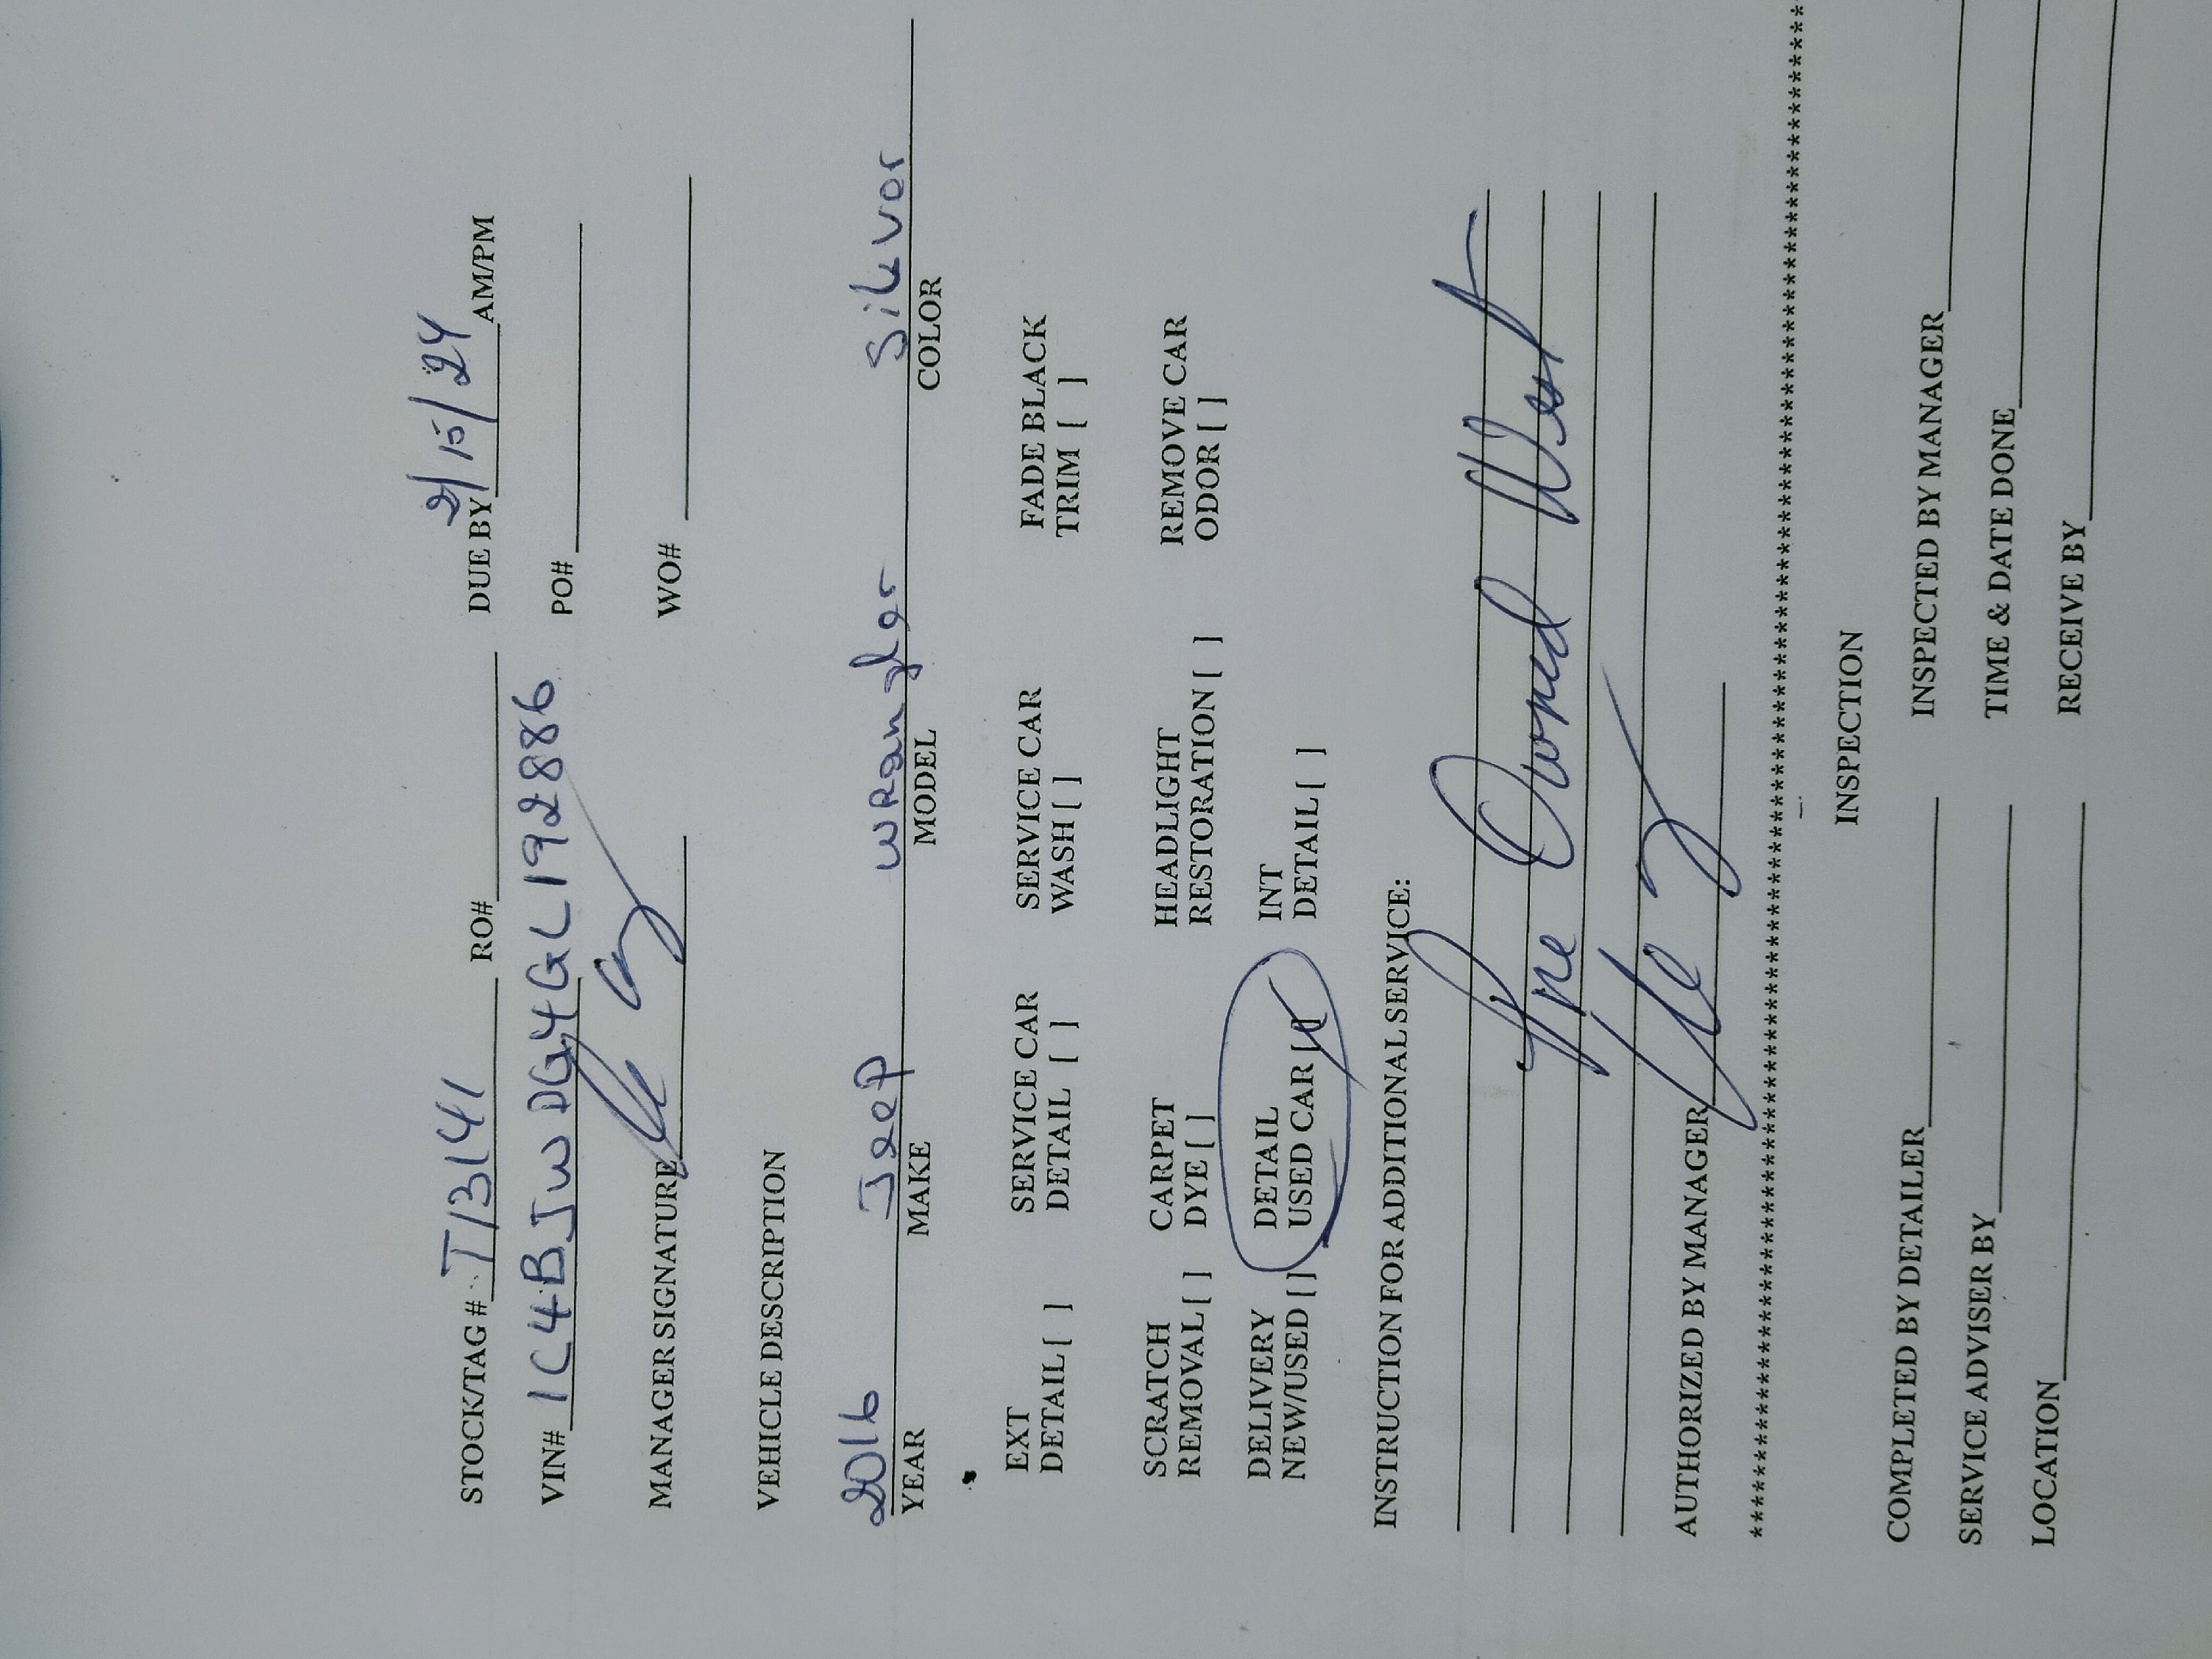 STOCK/TAG # T13141 RO# DUE BY 2/15/24 AM/PM
VIN# 1C4BJWDG4GL192886 PO#
MANAGER SIGNATURE WO#
VEHICLE DESCRIPTION
2016 Jeep wRangler Silver
YEAR MAKE MODEL COLOR
EXT SERVICE CAR SERVICE CAR FADE BLACK
DETAIL [ ] DETAIL [ ] WASH [ ] TRIM [ ]
SCRATCH CARPET HEADLIGHT REMOVE CAR
REMOVAL [ ] DYE [ ] RESTORATION [ ] ODOR [ ]
DELIVERY DETAIL INT
NEW/USED [ ] USED CAR [✓] DETAIL [ ]
INSTRUCTION FOR ADDITIONAL SERVICE:
Pre Owned West
AUTHORIZED BY MANAGER
INSPECTION
COMPLETED BY DETAILER INSPECTED BY MANAGER
SERVICE ADVISER BY TIME & DATE DONE
LOCATION RECEIVE BY